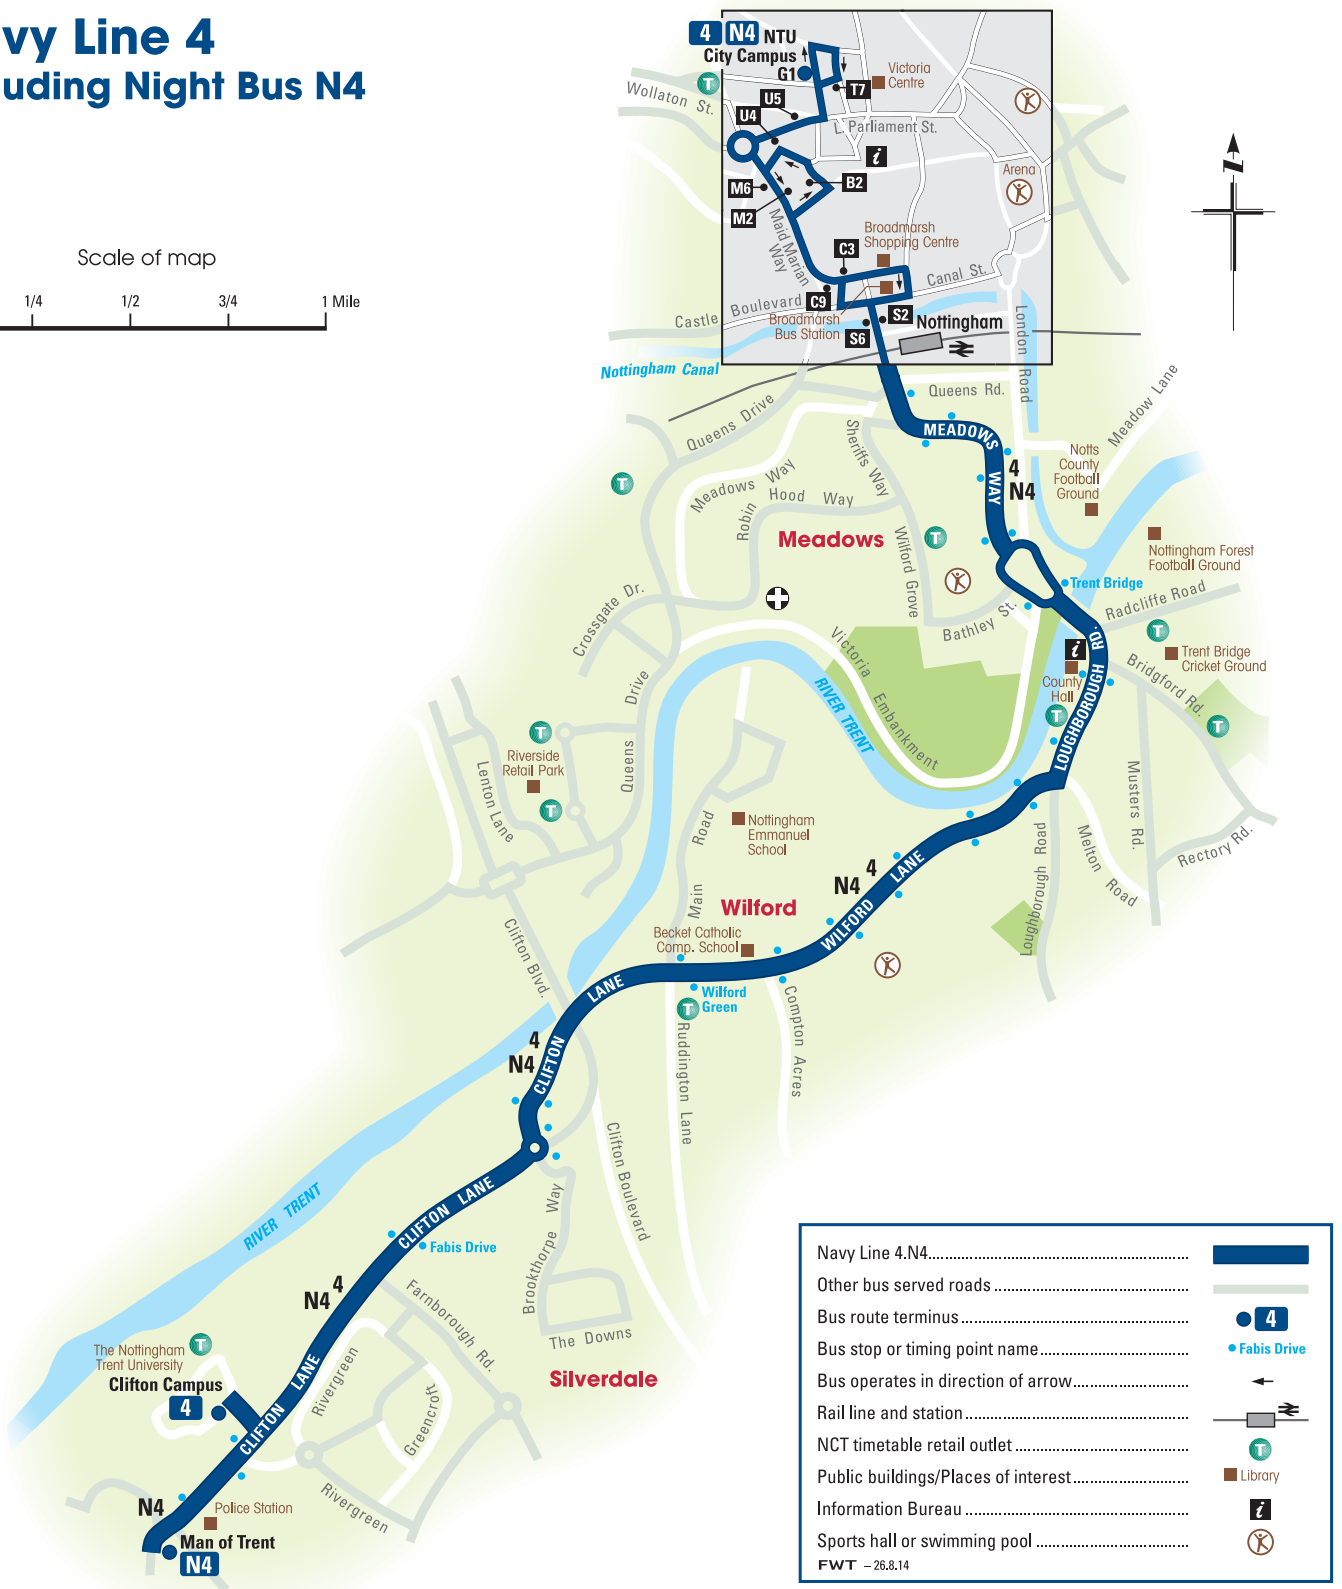 vy Line 4
uding Night Bus N4
Scale of map
1/4
1/2
3/4
1 Mile
4
N4
NTU
City Campus
G1
Victoria
Centre
T7
U5
U4
Wollaton St.
L. Parliament St.
i
M6
M2
B2
Arena
Maid Marian
Way
Broadmarsh
Shopping Centre
C3
C9
Canal St.
Castle Boulevard
Broadmarsh
Bus Station
S2
S6
Nottingham
London Road
Nottingham Canal
Queens Rd.
Queens Drive
MEADOWS WAY
Meadow Lane
Sheriffs Way
4
N4
Notts
County
Football
Ground
T
Meadows Way
Robin Hood Way
Meadows
Wilford Grove
Nottingham Forest
Football Ground
Trent Bridge
Radcliffe Road
Crossgate Dr.
Bathley St.
Victoria Embankment
i
County
Hall
Trent Bridge
Cricket Ground
Bridgford Rd.
LOUGHBOROUGH RD.
RIVER TRENT
Queens Drive
Riverside
Retail Park
Lenton Lane
Main Road
Nottingham
Emmanuel
School
Musters Rd.
Rectory Rd.
Melton Road
Loughborough Road
4
N4
WILFORD LANE
Wilford
Becket Catholic
Comp. School
Clifton Blvd.
Wilford
Green
Compton Acres
Ruddington Lane
CLIFTON LANE
4
N4
Clifton Boulevard
RIVER TRENT
CLIFTON LANE
Brookthorpe Way
Fabis Drive
4
N4
Farnborough Rd.
The Downs
Silverdale
The Nottingham
Trent University
Clifton Campus
4
CLIFTON LANE
Rivergreen
Greencroft
Rivergreen
N4
Police Station
Man of Trent
N4
Navy Line 4.N4
Other bus served roads
Bus route terminus
4
Bus stop or timing point name
Fabis Drive
Bus operates in direction of arrow
Rail line and station
NCT timetable retail outlet
T
Public buildings/Places of interest
Library
Information Bureau
i
Sports hall or swimming pool
FWT – 26.8.14